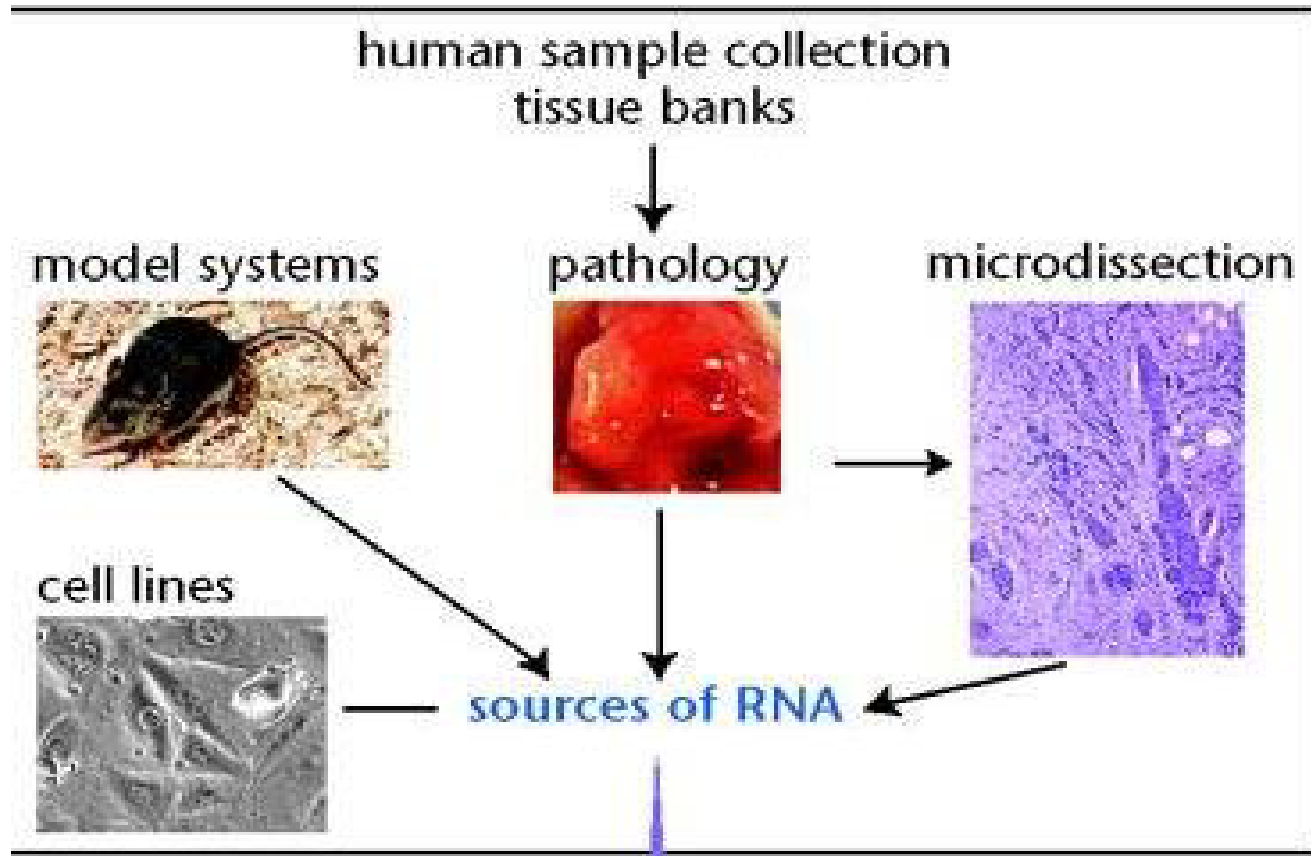 human sample collection
tissue banks
model systems
pathology
microdissection
cell lines
sources of RNA